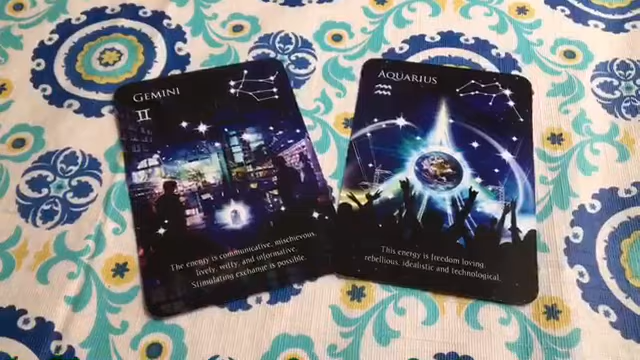 GEMINI
♊
The energy is communicative, mischievous,
lovely, witty, and informative.
Stimulating exchange is possible.
AQUARIUS
♒
This energy is freedom loving,
rebellious, idealistic and technological.